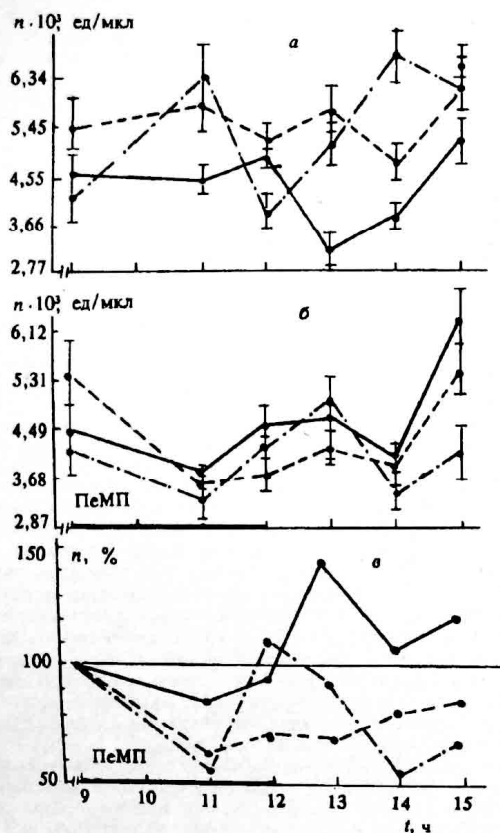 n · 10³, ед/мкл
а
6,34
5,45
4,55
3,66
2,77
n · 10³, ед/мкл
б
6,12
5,31
4,49
3,68
2,87
ПеМП
n, %
в
150
100
50
ПеМП
9 10 11 12 13 14 15
t, ч